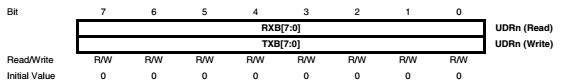 Bit 7 6 5 4 3 2 1 0
RXB[7:0] UDRn (Read)
TXB[7:0] UDRn (Write)
Read/Write R/W R/W R/W R/W R/W R/W R/W R/W
Initial Value 0 0 0 0 0 0 0 0